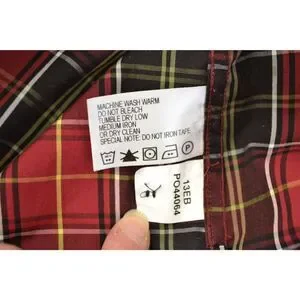 MACHINE WASH WARM
DO NOT BLEACH
TUMBLE DRY LOW
MEDIUM IRON
OR DRY CLEAN
SPECIAL NOTE: DO NOT IRON TAPE
P
13EB
PO44064